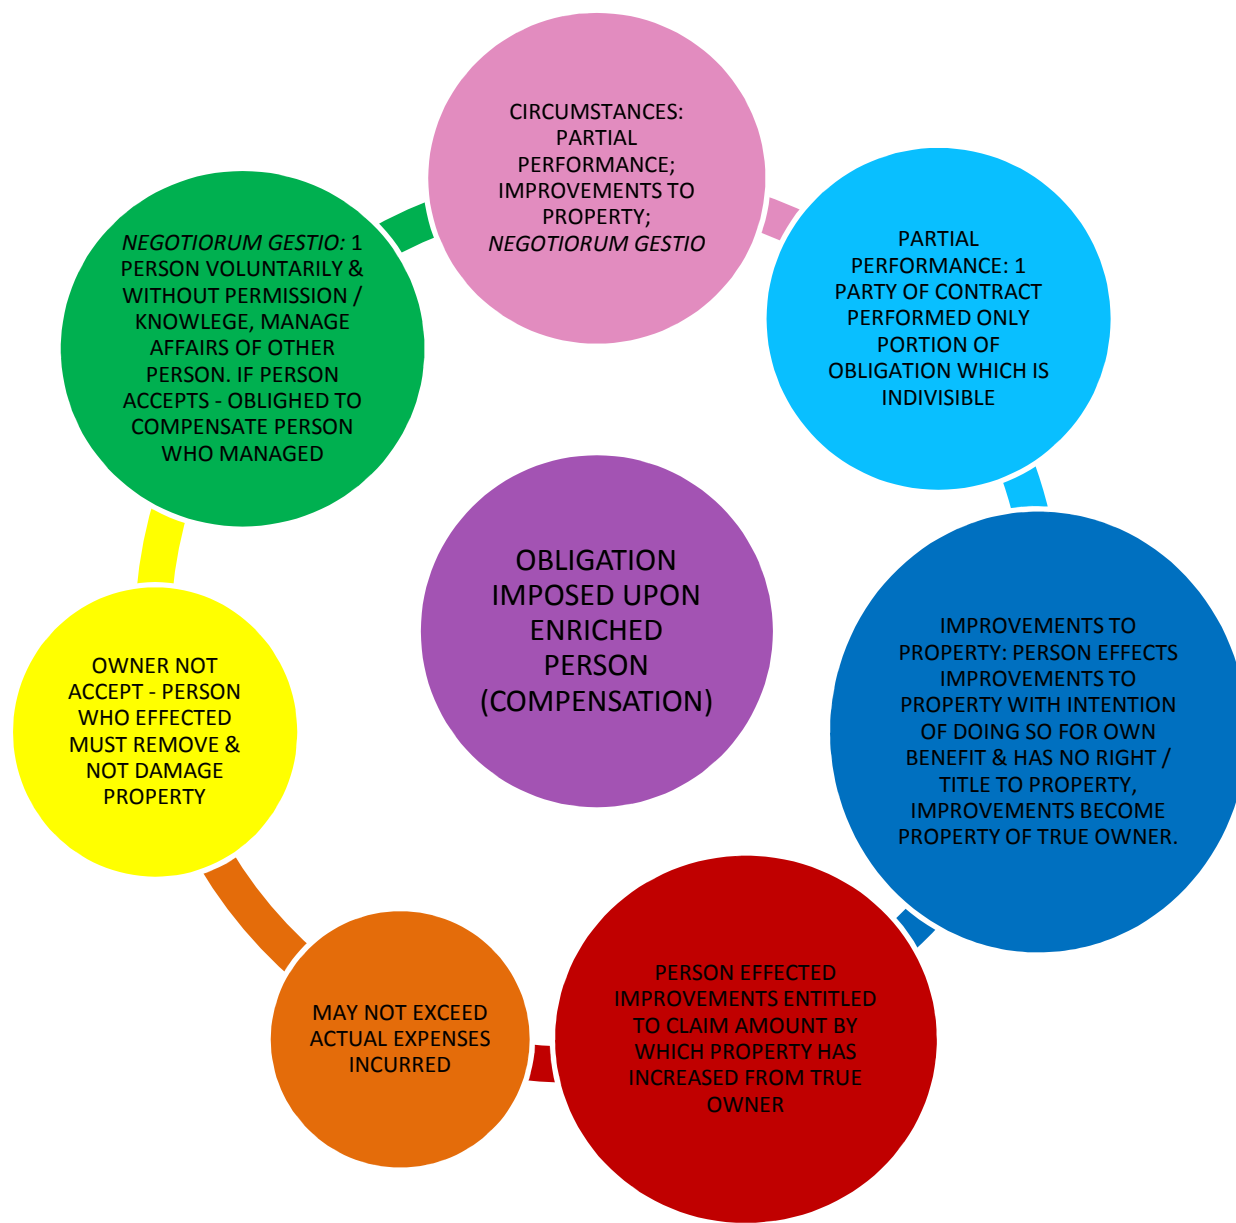 CIRCUMSTANCES:
PARTIAL
PERFORMANCE;
IMPROVEMENTS TO
PROPERTY;
NEGOTIORUM GESTIO
PARTIAL
PERFORMANCE: 1
PARTY OF CONTRACT
PERFORMED ONLY
PORTION OF
OBLIGATION WHICH IS
INDIVISIBLE
IMPROVEMENTS TO
PROPERTY: PERSON EFFECTS
IMPROVEMENTS TO
PROPERTY WITH INTENTION
OF DOING SO FOR OWN
BENEFIT & HAS NO RIGHT /
TITLE TO PROPERTY,
IMPROVEMENTS BECOME
PROPERTY OF TRUE OWNER.
PERSON EFFECTED
IMPROVEMENTS ENTITLED
TO CLAIM AMOUNT BY
WHICH PROPERTY HAS
INCREASED FROM TRUE
OWNER
MAY NOT EXCEED
ACTUAL EXPENSES
INCURRED
OWNER NOT
ACCEPT - PERSON
WHO EFFECTED
MUST REMOVE &
NOT DAMAGE
PROPERTY
NEGOTIORUM GESTIO: 1
PERSON VOLUNTARILY &
WITHOUT PERMISSION /
KNOWLEGE, MANAGE
AFFAIRS OF OTHER
PERSON. IF PERSON
ACCEPTS - OBLIGHED TO
COMPENSATE PERSON
WHO MANAGED
OBLIGATION
IMPOSED UPON
ENRICHED
PERSON
(COMPENSATION)